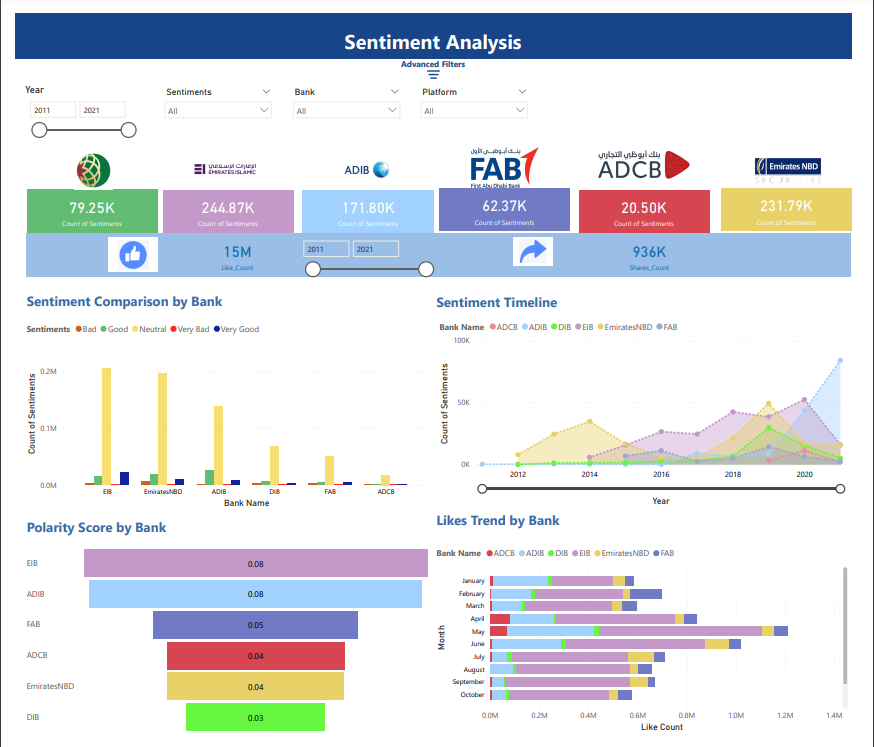 Sentiment Analysis
Advanced Filters
Year
2011 2021
Sentiments
All
Bank
All
Platform
All
الإمارات الإسلامي
EMIRATES ISLAMIC
ADIB
بنك أبوظبي الأول
FAB
First Abu Dhabi Bank
بنك أبوظبي التجاري
ADCB
Emirates NBD
79.25K
Count of Sentiments
244.87K
Count of Sentiments
171.80K
Count of Sentiments
62.37K
Count of Sentiments
20.50K
Count of Sentiments
231.79K
Count of Sentiments
15M
Like_Count
2011 2021
936K
Shares_Count
Sentiment Comparison by Bank
Sentiments Bad Good Neutral Very Bad Very Good
Count of Sentiments
0.2M
0.1M
0.0M
EIB EmiratesNBD ADIB DIB FAB ADCB
Bank Name
Sentiment Timeline
Bank Name ADCB ADIB DIB EIB EmiratesNBD FAB
Count of Sentiments
100K
50K
0K
2012 2014 2016 2018 2020
Year
Polarity Score by Bank
EIB 0.08
ADIB 0.08
FAB 0.05
ADCB 0.04
EmiratesNBD 0.04
DIB 0.03
Likes Trend by Bank
Bank Name ADCB ADIB DIB EIB EmiratesNBD FAB
Month
January
February
March
April
May
June
July
August
September
October
0.0M 0.2M 0.4M 0.6M 0.8M 1.0M 1.2M 1.4M
Like Count